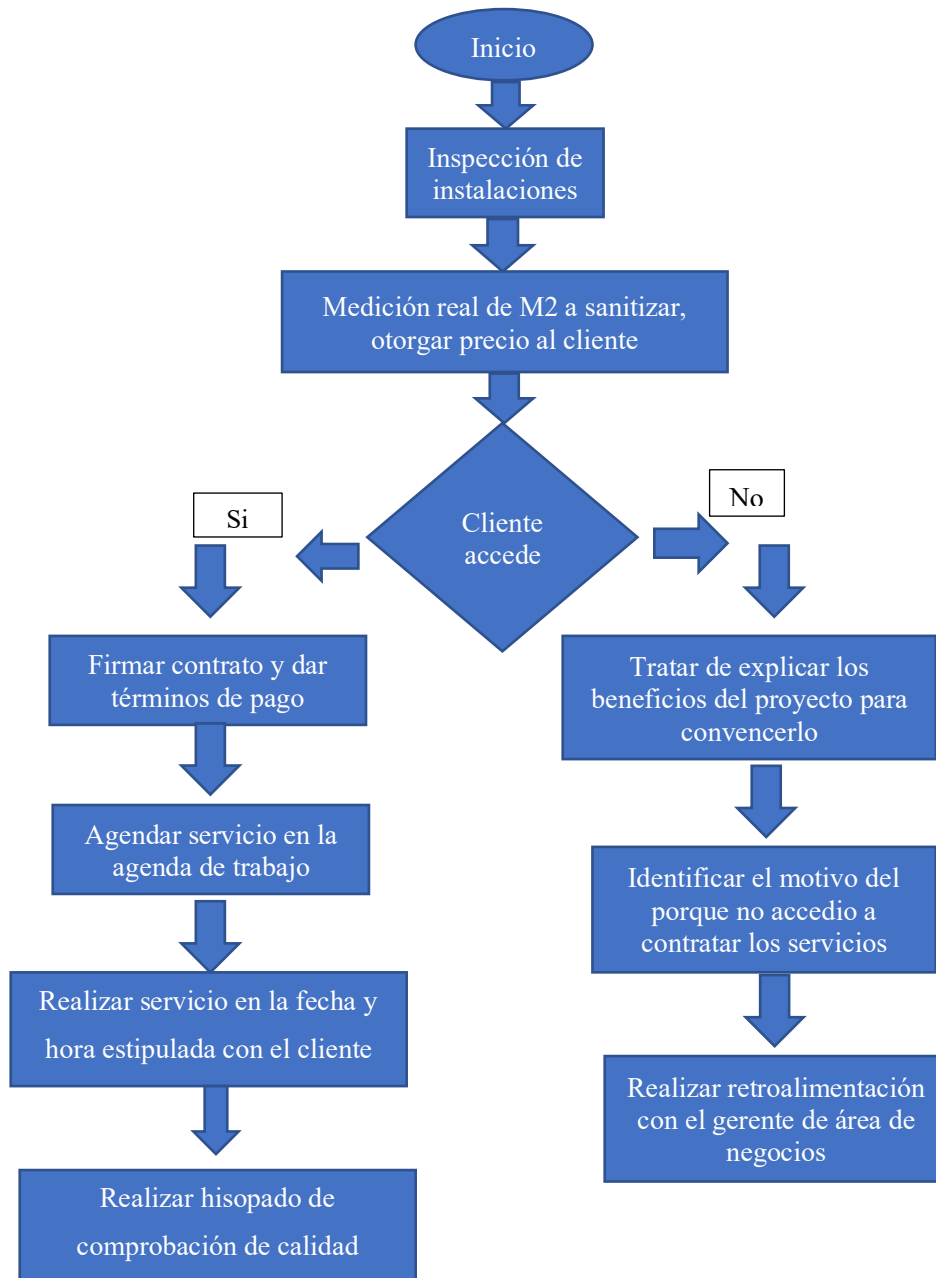 Inicio
Inspección de
instalaciones
Medición real de M2 a sanitizar,
otorgar precio al cliente
Cliente
accede
Si
No
Firmar contrato y dar
términos de pago
Agendar servicio en la
agenda de trabajo
Realizar servicio en la fecha y
hora estipulada con el cliente
Realizar hisopado de
comprobación de calidad
Tratar de explicar los
beneficios del proyecto para
convencerlo
Identificar el motivo del
porque no accedio a
contratar los servicios
Realizar retroalimentación
con el gerente de área de
negocios